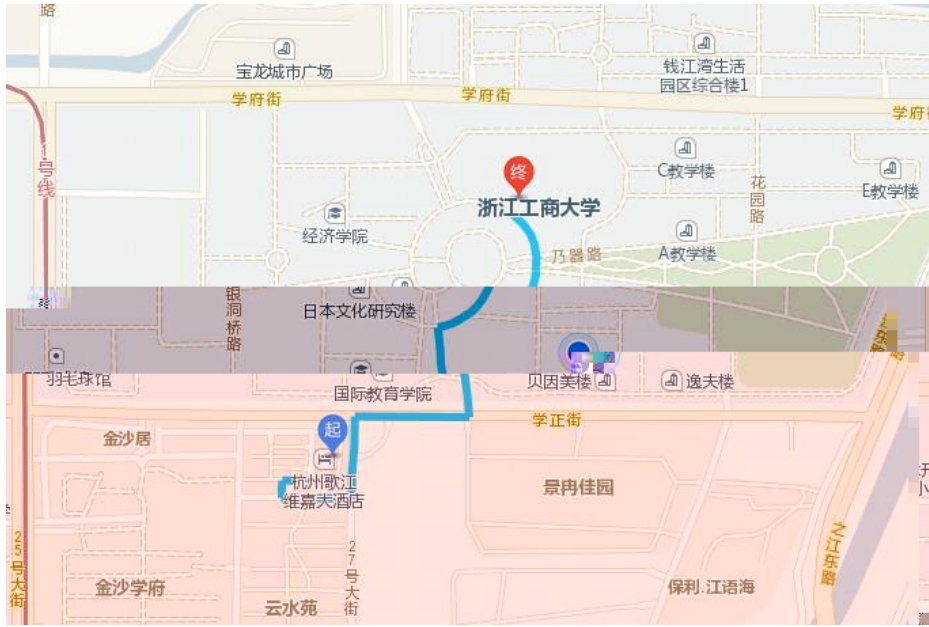 路
宝龙城市广场
钱江湾生活
园区综合楼1
学府街
学府街
学府
1号线
C教学楼
终
花园路
E教学楼
浙江工商大学
经济学院
乃器路
A教学楼
银洞桥路
日本文化研究楼
羽毛球馆
国际教育学院
贝因美楼
逸夫楼
学正街
起
金沙居
杭州歌江
维嘉大酒店
景冉佳园
25号大街
27号大街
之江东路
金沙学府
云水苑
保利.江语海